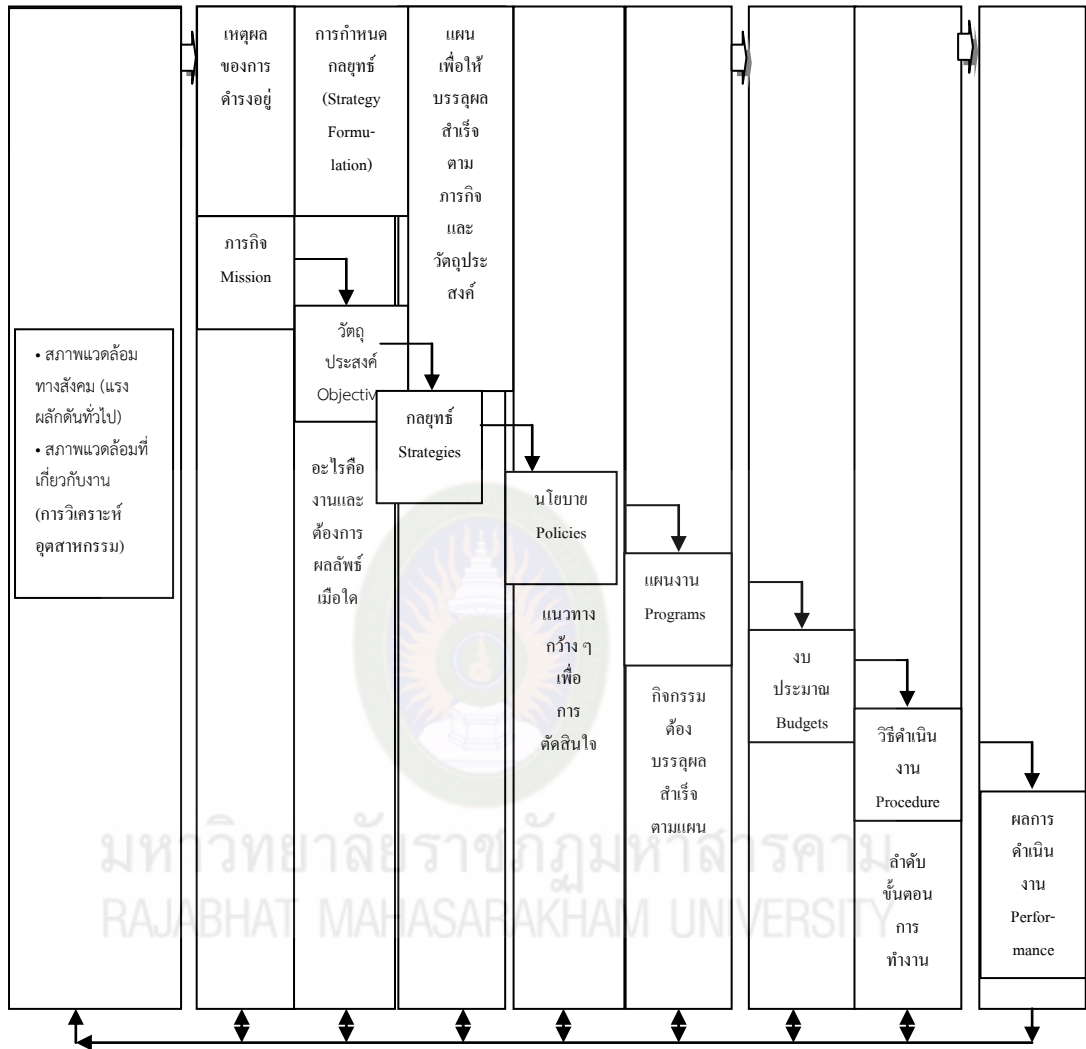 เหตุผล
ของการ
ดำรงอยู่
การกำหนด
กลยุทธ์
(Strategy
Formu-
lation)
แผน
เพื่อให้
บรรลุผล
สำเร็จ
ตาม
ภารกิจ
และ
วัตถุประ
สงค์
ภารกิจ
Mission
• สภาพแวดล้อม
ทางสังคม (แรง
ผลักดันทั่วไป)
• สภาพแวดล้อมที่
เกี่ยวกับงาน
(การวิเคราะห์
อุตสาหกรรม)
วัตถุ
ประสงค์
Objectiv
อะไรคือ
งานและ
ต้องการ
ผลลัพธ์
เมื่อใด
กลยุทธ์
Strategies
นโยบาย
Policies
แนวทาง
กว้าง ๆ
เพื่อ
การ
ตัดสินใจ
แผนงาน
Programs
กิจกรรม
ต้อง
บรรลุผล
สำเร็จ
ตามแผน
งบ
ประมาณ
Budgets
วิธีดำเนิน
งาน
Procedure
ลำดับ
ขั้นตอน
การ
ทำงาน
ผลการ
ดำเนิน
งาน
Perfor-
mance
มหาวิทยาลัยราชภัฏมหาสารคาม
RAJABHAT MAHASARAKHAM UNIVERSITY